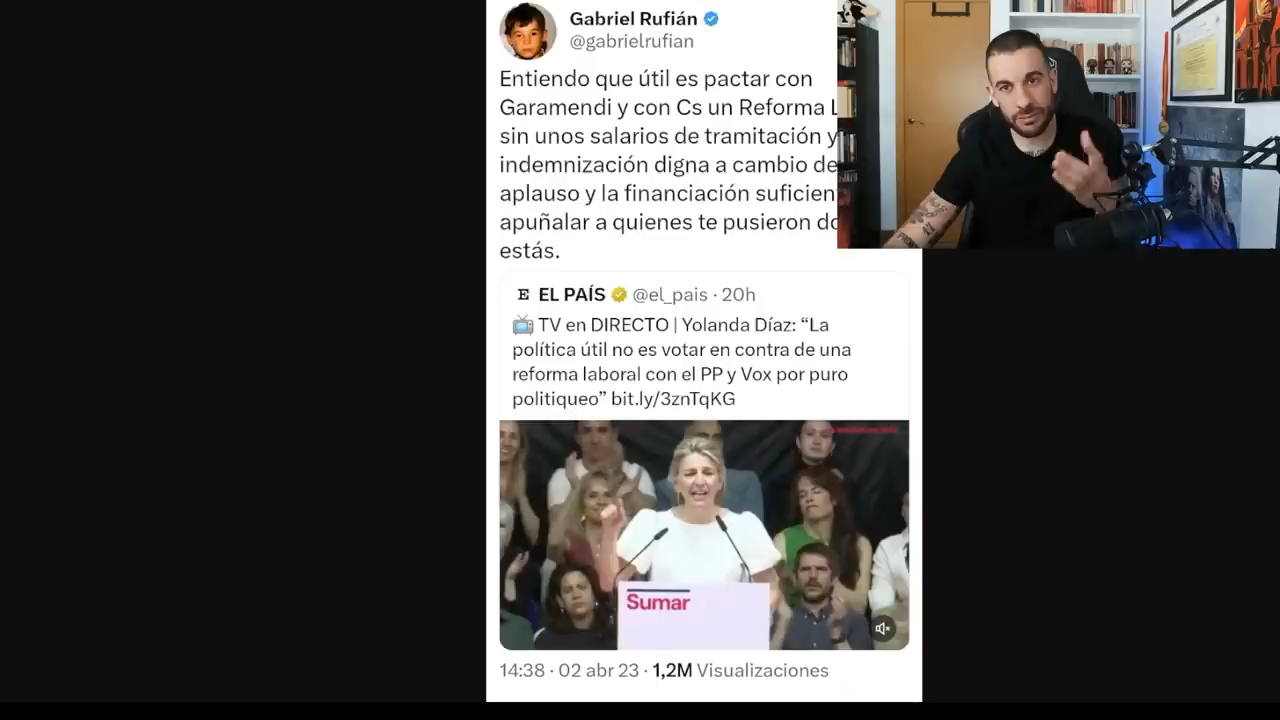 Gabriel Rufián
@gabrielrufian
Entiendo que útil es pactar con
Garamendi y con Cs un Reforma
sin unos salarios de tramitación y
indemnización digna a cambio de
aplauso y la financiación
apuñalar a quienes te pusieron
estás.
E EL PAÍS @el_pais · 20h
TV en DIRECTO | Yolanda Díaz: “La
política útil no es votar en contra de una
reforma laboral con el PP y Vox por puro
politiqueo” bit.ly/3znTqKG
Sumar
14:38 · 02 abr 23 · 1,2M Visualizaciones